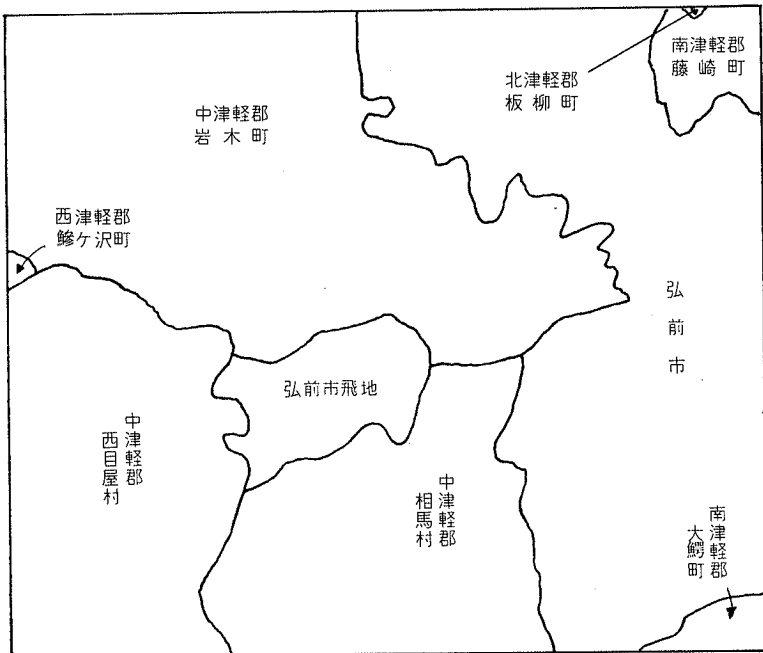 中津軽郡
岩木町
北津軽郡
板柳町
南津軽郡
藤崎町
西津軽郡
鰺ケ沢町
弘前市
弘前市飛地
中津軽郡
西目屋村
中津軽郡
相馬村
南津軽郡
大鰐町